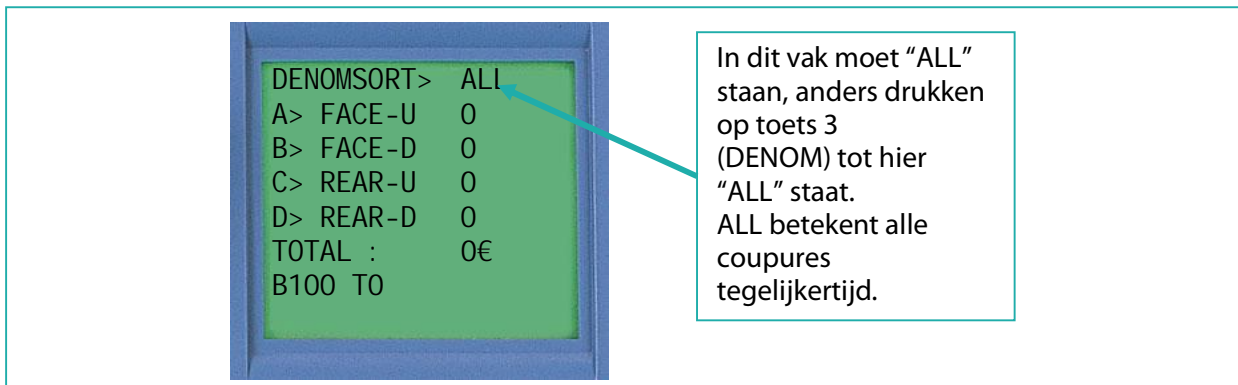 DENOMSORT> ALL
A> FACE-U 0
B> FACE-D 0
C> REAR-U 0
D> REAR-D 0
TOTAL : 0€
B100 T0
In dit vak moet “ALL”
staan, anders drukken
op toets 3
(DENOM) tot hier
“ALL” staat.
ALL betekent alle
coupures
tegelijkertijd.